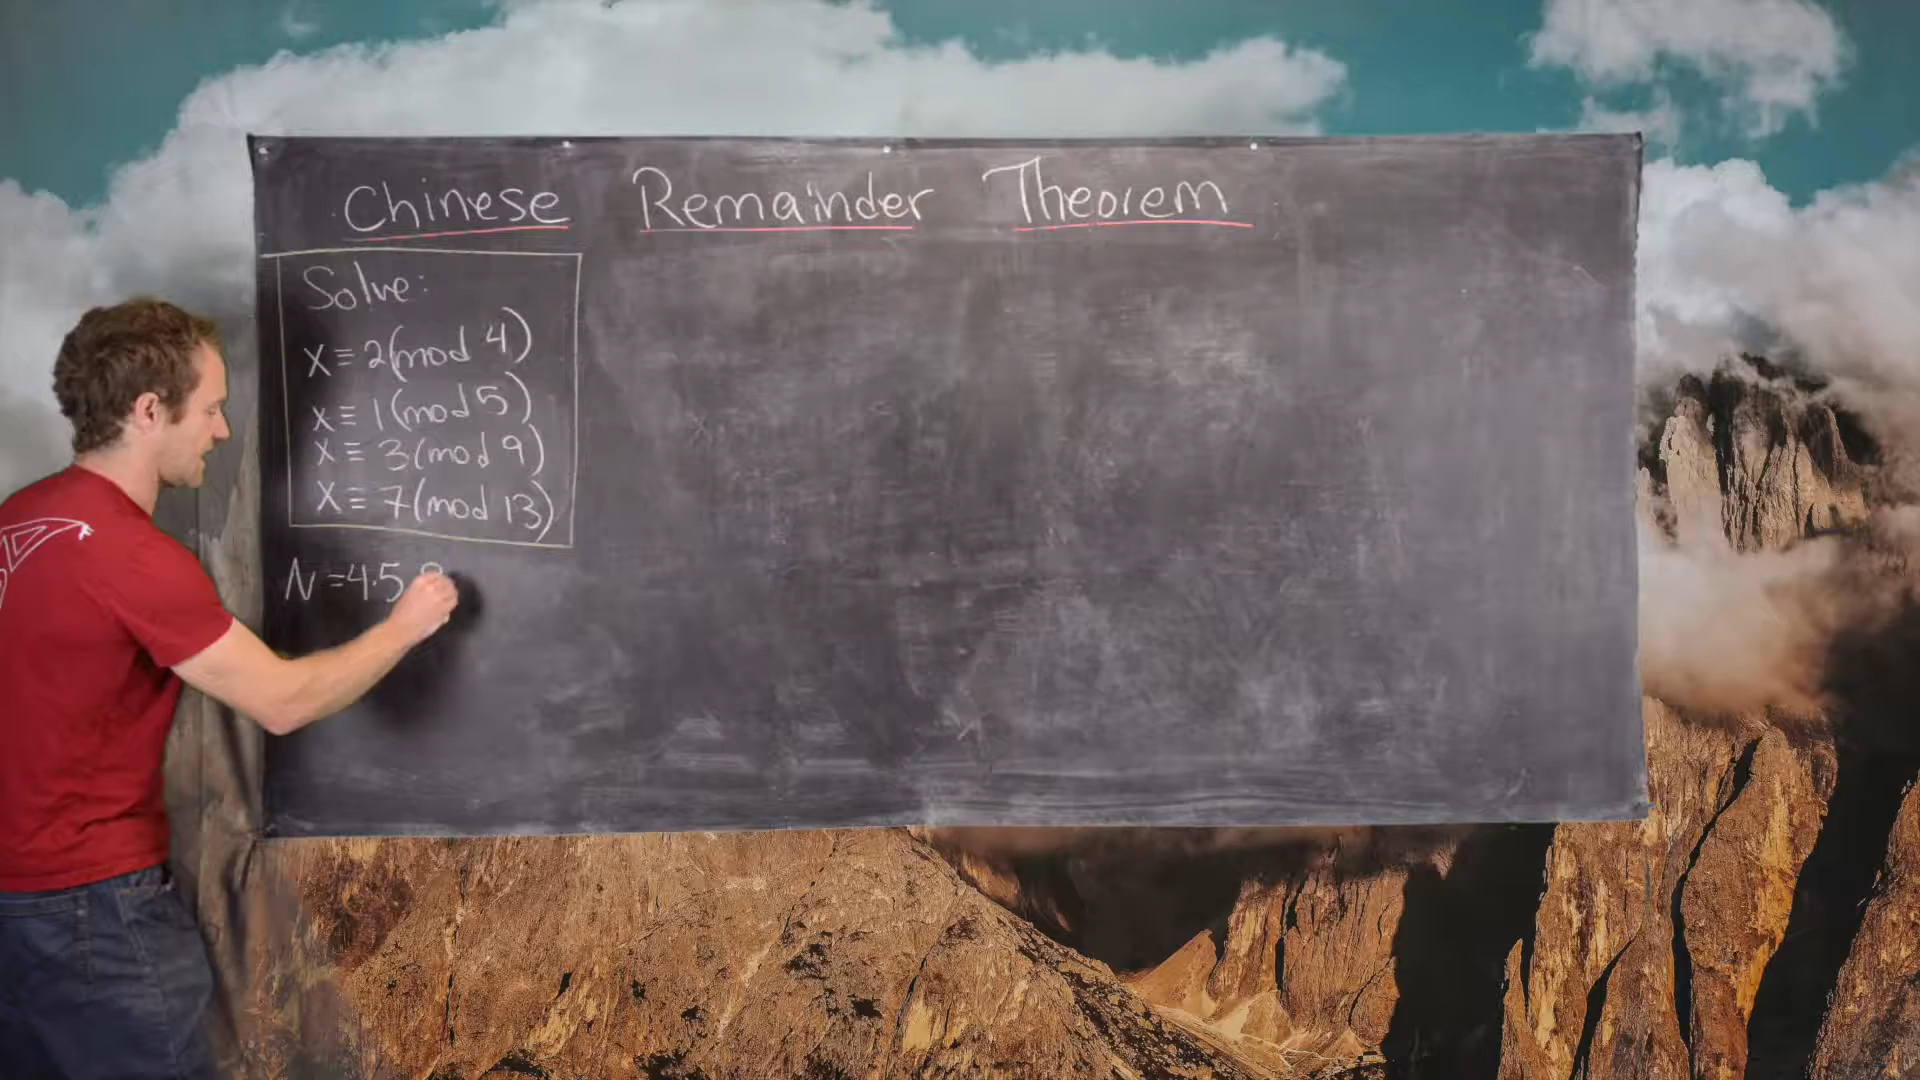 Chinese Remainder Theorem
Solve:
x ≡ 2(mod 4)
x ≡ 1(mod 5)
x ≡ 3(mod 9)
x ≡ 7(mod 13)
N = 4·5